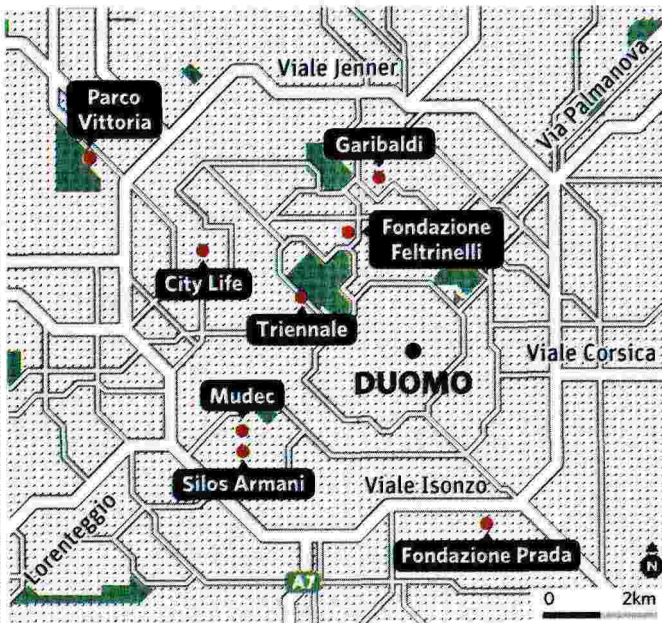 Viale Jenner
Parco
Vittoria
Via Palmanova
Garibaldi
Fondazione
Feltrinelli
City Life
Triennale
Viale Corsica
DUOMO
Mudec
Silos Armani
Viale Isonzo
Lorenteggio
Fondazione Prada
A7
N
0 2km